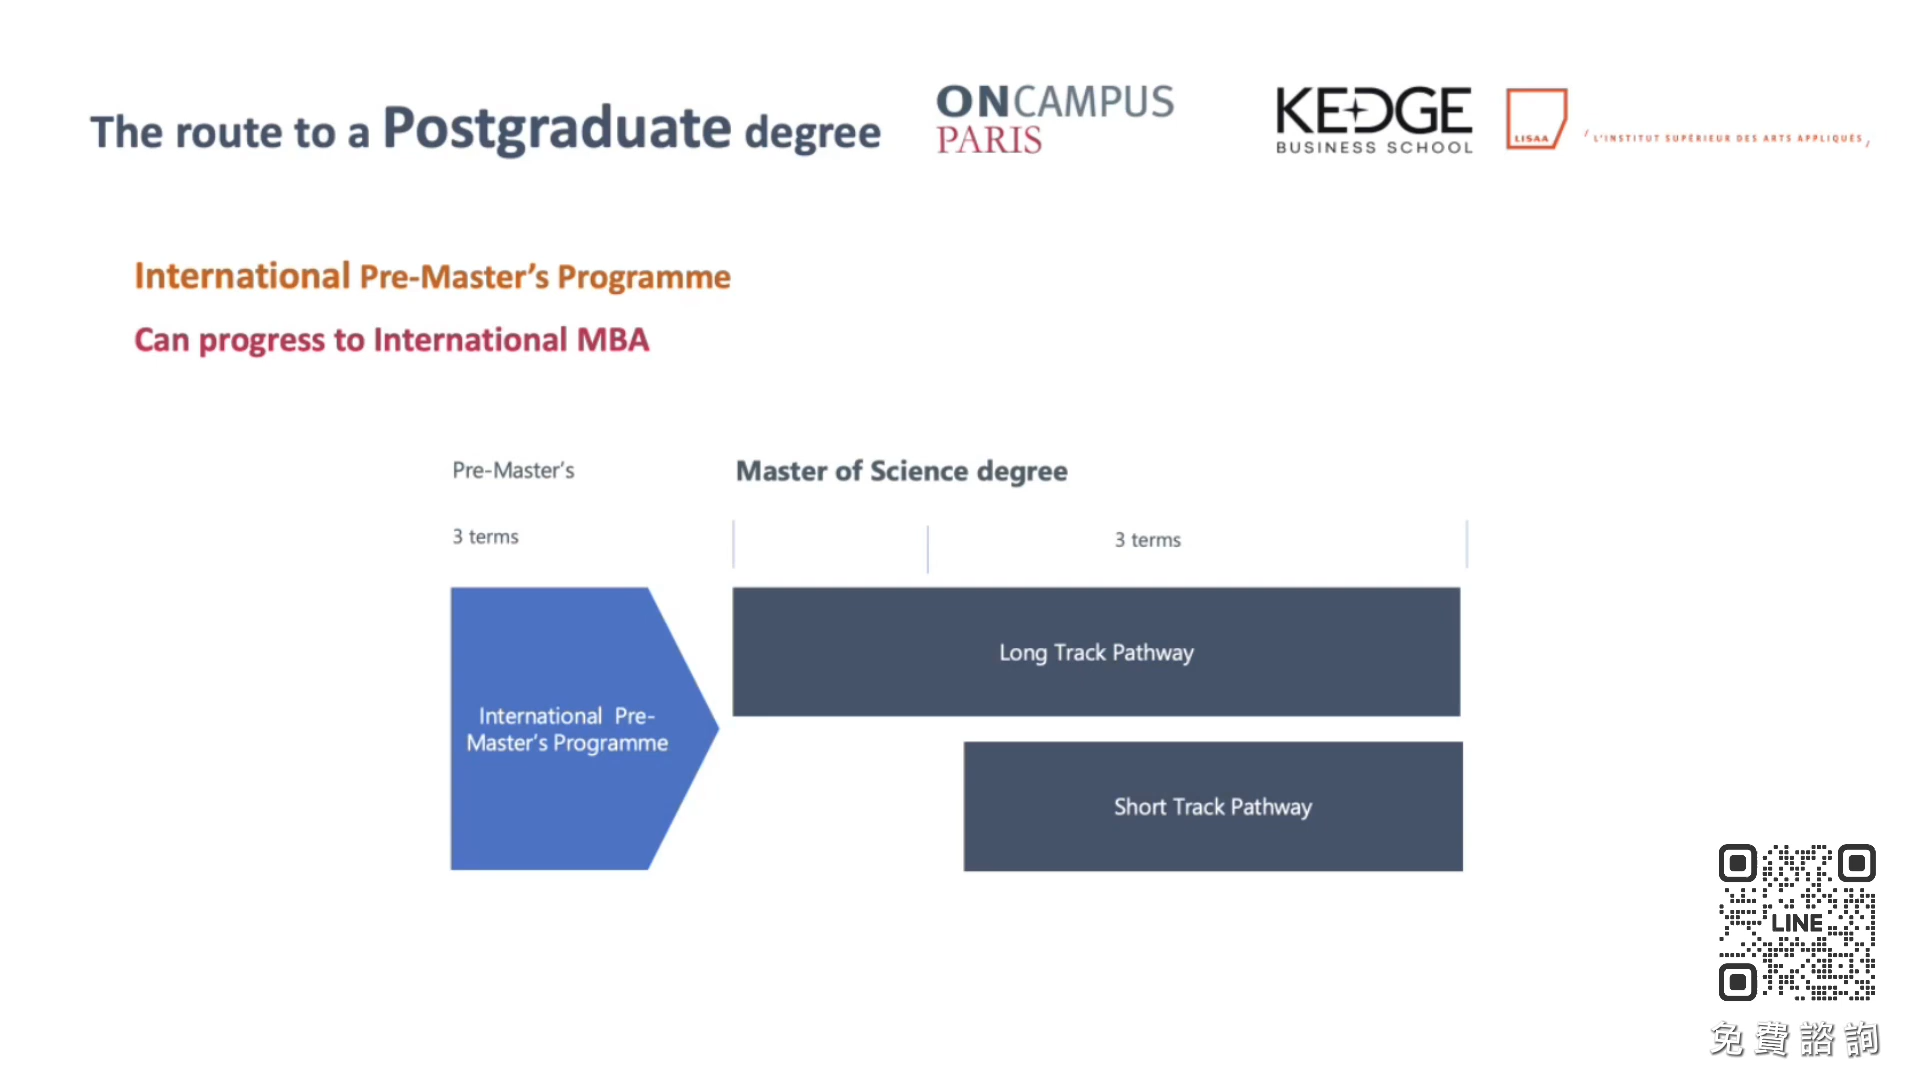 The route to a Postgraduate degree
ONCAMPUS
PARIS
KEDGE
BUSINESS SCHOOL
LISAA
/ L'INSTITUT SUPÉRIEUR DES ARTS APPLIQUÉS /
International Pre-Master's Programme
Can progress to International MBA
Pre-Master's
Master of Science degree
3 terms
3 terms
Long Track Pathway
International Pre-
Master's Programme
Short Track Pathway
LINE
免費諮詢